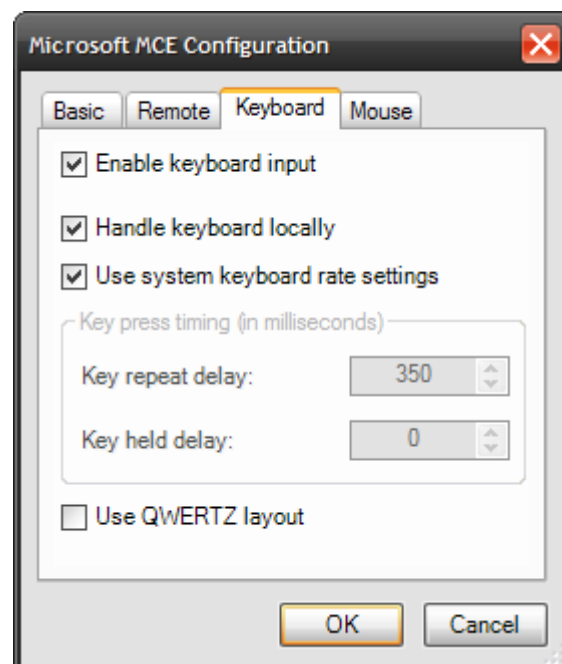 Microsoft MCE Configuration
Basic Remote Keyboard Mouse
Enable keyboard input
Handle keyboard locally
Use system keyboard rate settings
Key press timing (in milliseconds)
Key repeat delay: 350
Key held delay: 0
Use QWERTZ layout
OK Cancel